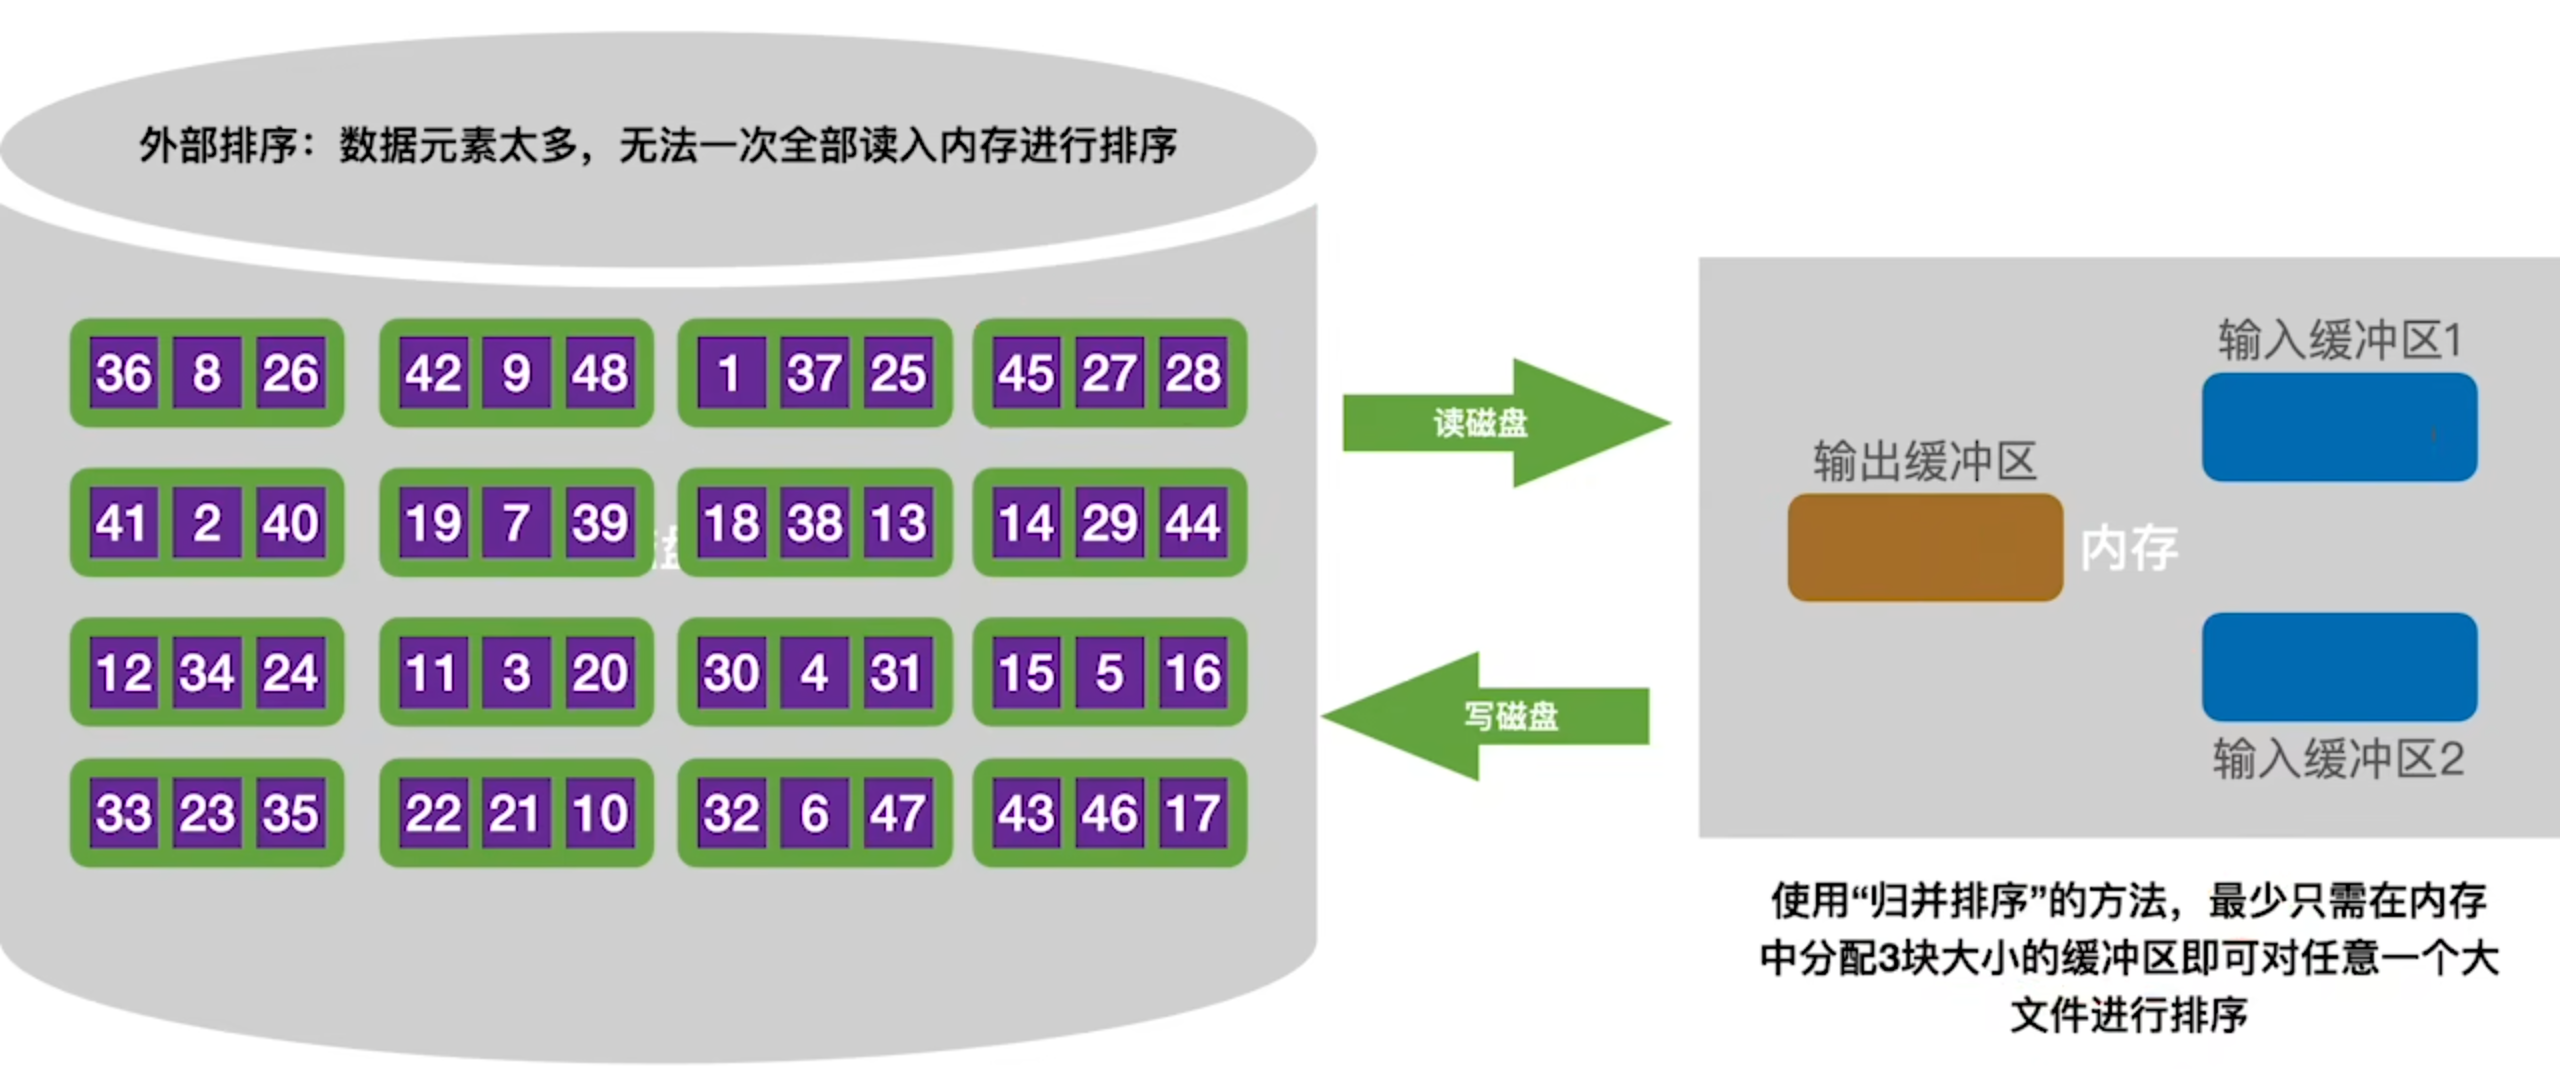 外部排序：数据元素太多，无法一次全部读入内存进行排序
36 8 26 42 9 48 1 37 25 45 27 28
41 2 40 19 7 39 18 38 13 14 29 44
12 34 24 11 3 20 30 4 31 15 5 16
33 23 35 22 21 10 32 6 47 43 46 17
读磁盘
写磁盘
输入缓冲区1
输出缓冲区
内存
输入缓冲区2
使用“归并排序”的方法，最少只需在内存
中分配3块大小的缓冲区即可对任意一个大
文件进行排序